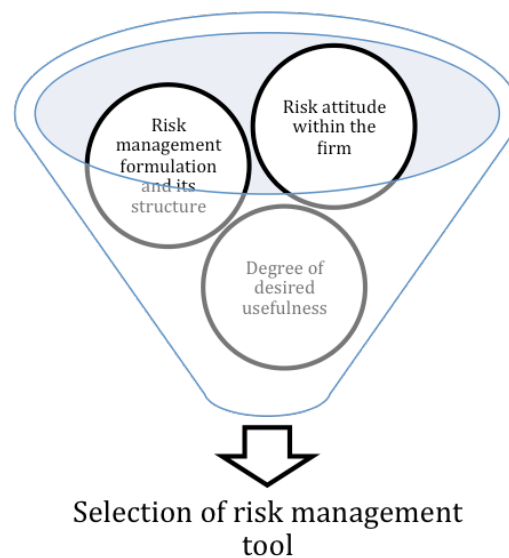 Risk
management
formulation
and its
structure
Risk attitude
within the
firm
Degree of
desired
usefulness
Selection of risk management
tool